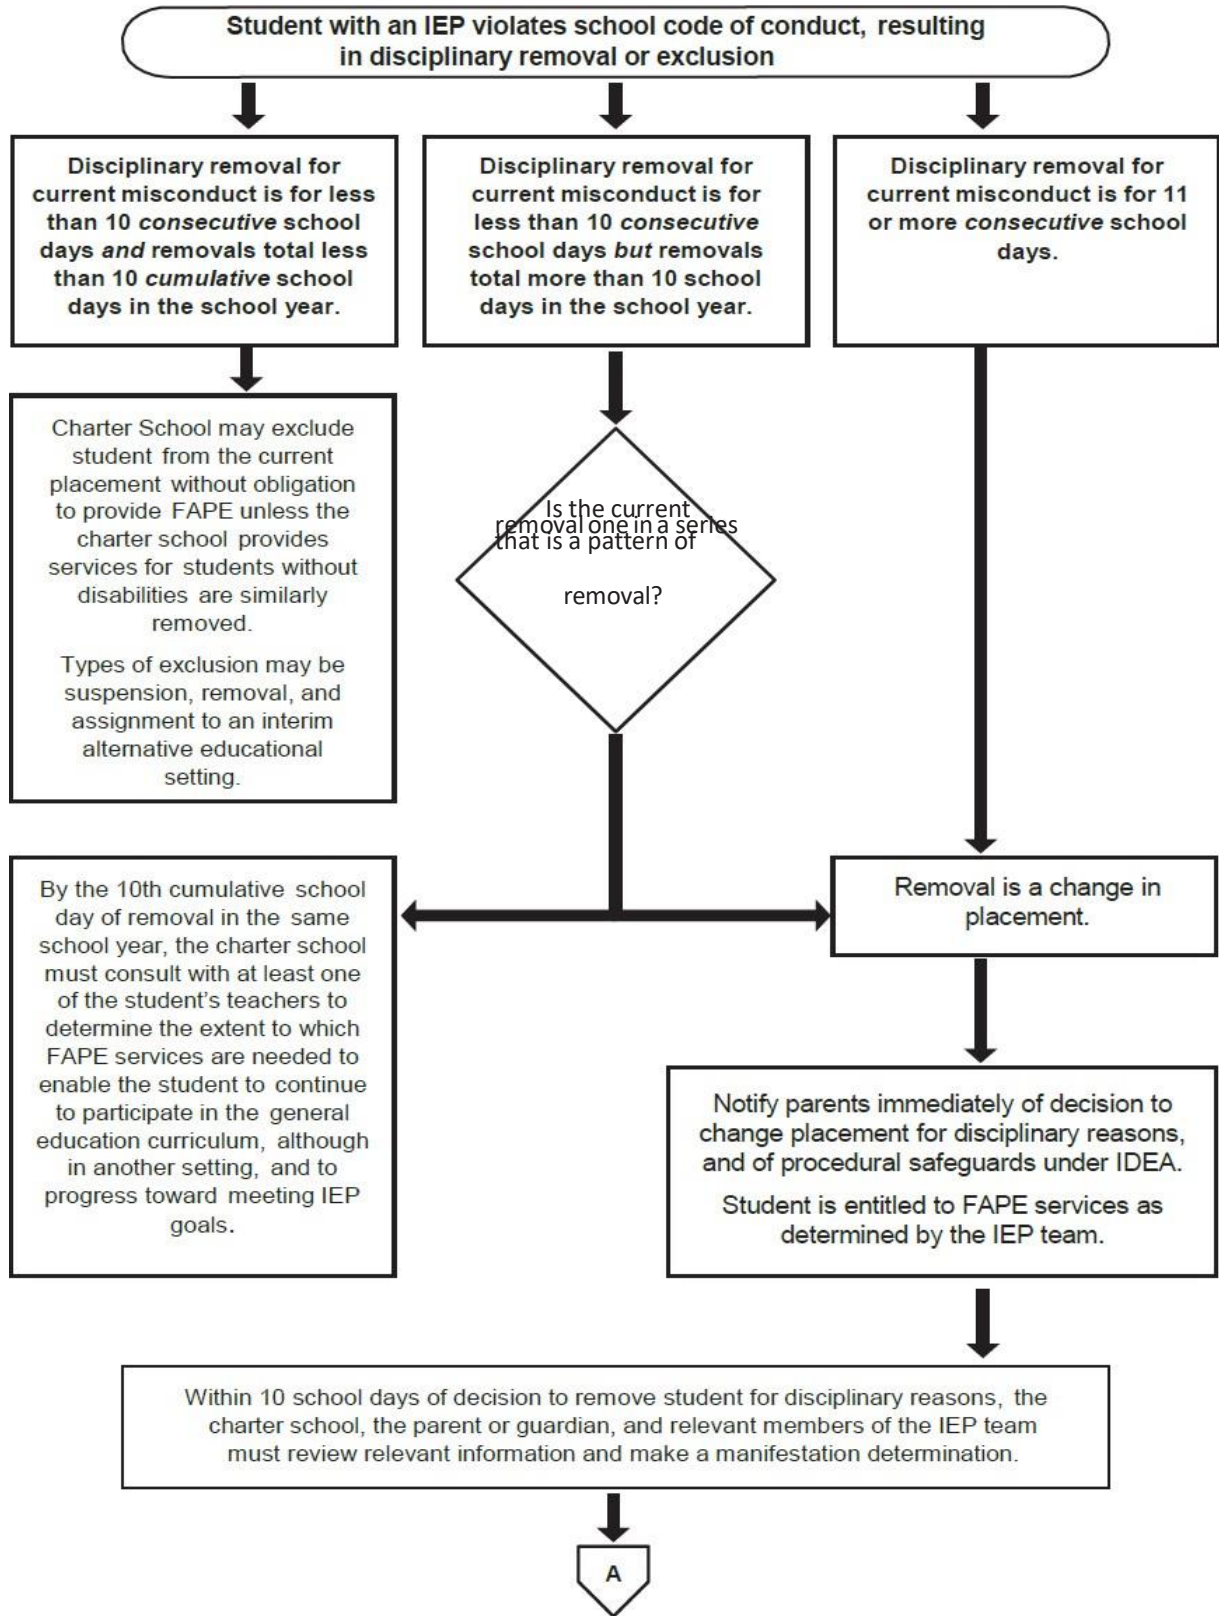 Student with an IEP violates school code of conduct, resulting
in disciplinary removal or exclusion
Disciplinary removal for
current misconduct is for less
than 10 consecutive school
days and removals total less
than 10 cumulative school
days in the school year.
Disciplinary removal for
current misconduct is for
less than 10 consecutive
school days but removals
total more than 10 school
days in the school year.
Disciplinary removal for
current misconduct is for 11
or more consecutive school
days.
Charter School may exclude
student from the current
placement without obligation
to provide FAPE unless the
charter school provides
services for students without
disabilities are similarly
removed.
Types of exclusion may be
suspension, removal, and
assignment to an interim
alternative educational
setting.
Is the current
removal one in a series
that is a pattern of
removal?
By the 10th cumulative school
day of removal in the same
school year, the charter school
must consult with at least one
of the student's teachers to
determine the extent to which
FAPE services are needed to
enable the student to continue
to participate in the general
education curriculum, although
in another setting, and to
progress toward meeting IEP
goals.
Removal is a change in
placement.
Notify parents immediately of decision to
change placement for disciplinary reasons,
and of procedural safeguards under IDEA.
Student is entitled to FAPE services as
determined by the IEP team.
Within 10 school days of decision to remove student for disciplinary reasons, the
charter school, the parent or guardian, and relevant members of the IEP team
must review relevant information and make a manifestation determination.
A